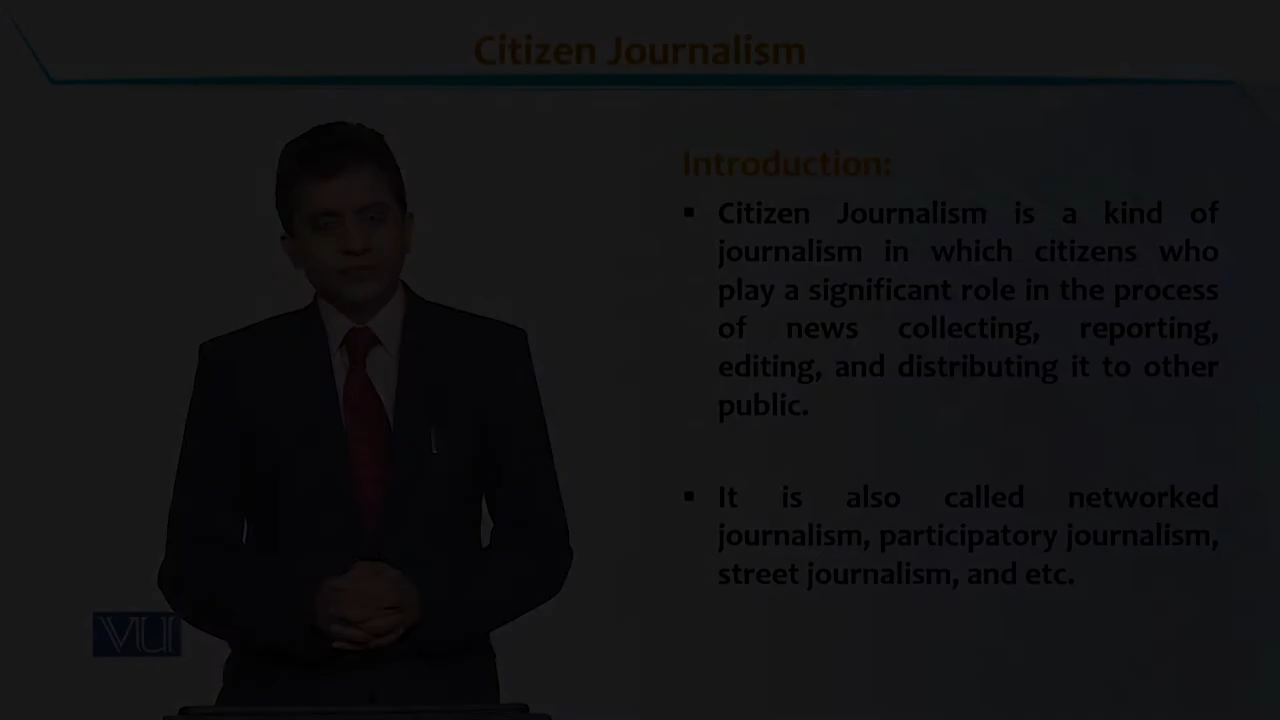 Citizen Journalism
Introduction:
▪ Citizen Journalism is a kind of
journalism in which citizens who
play a significant role in the process
of news collecting, reporting,
editing, and distributing it to other
public.
▪ It is also called networked
journalism, participatory journalism,
street journalism, and etc.
VU